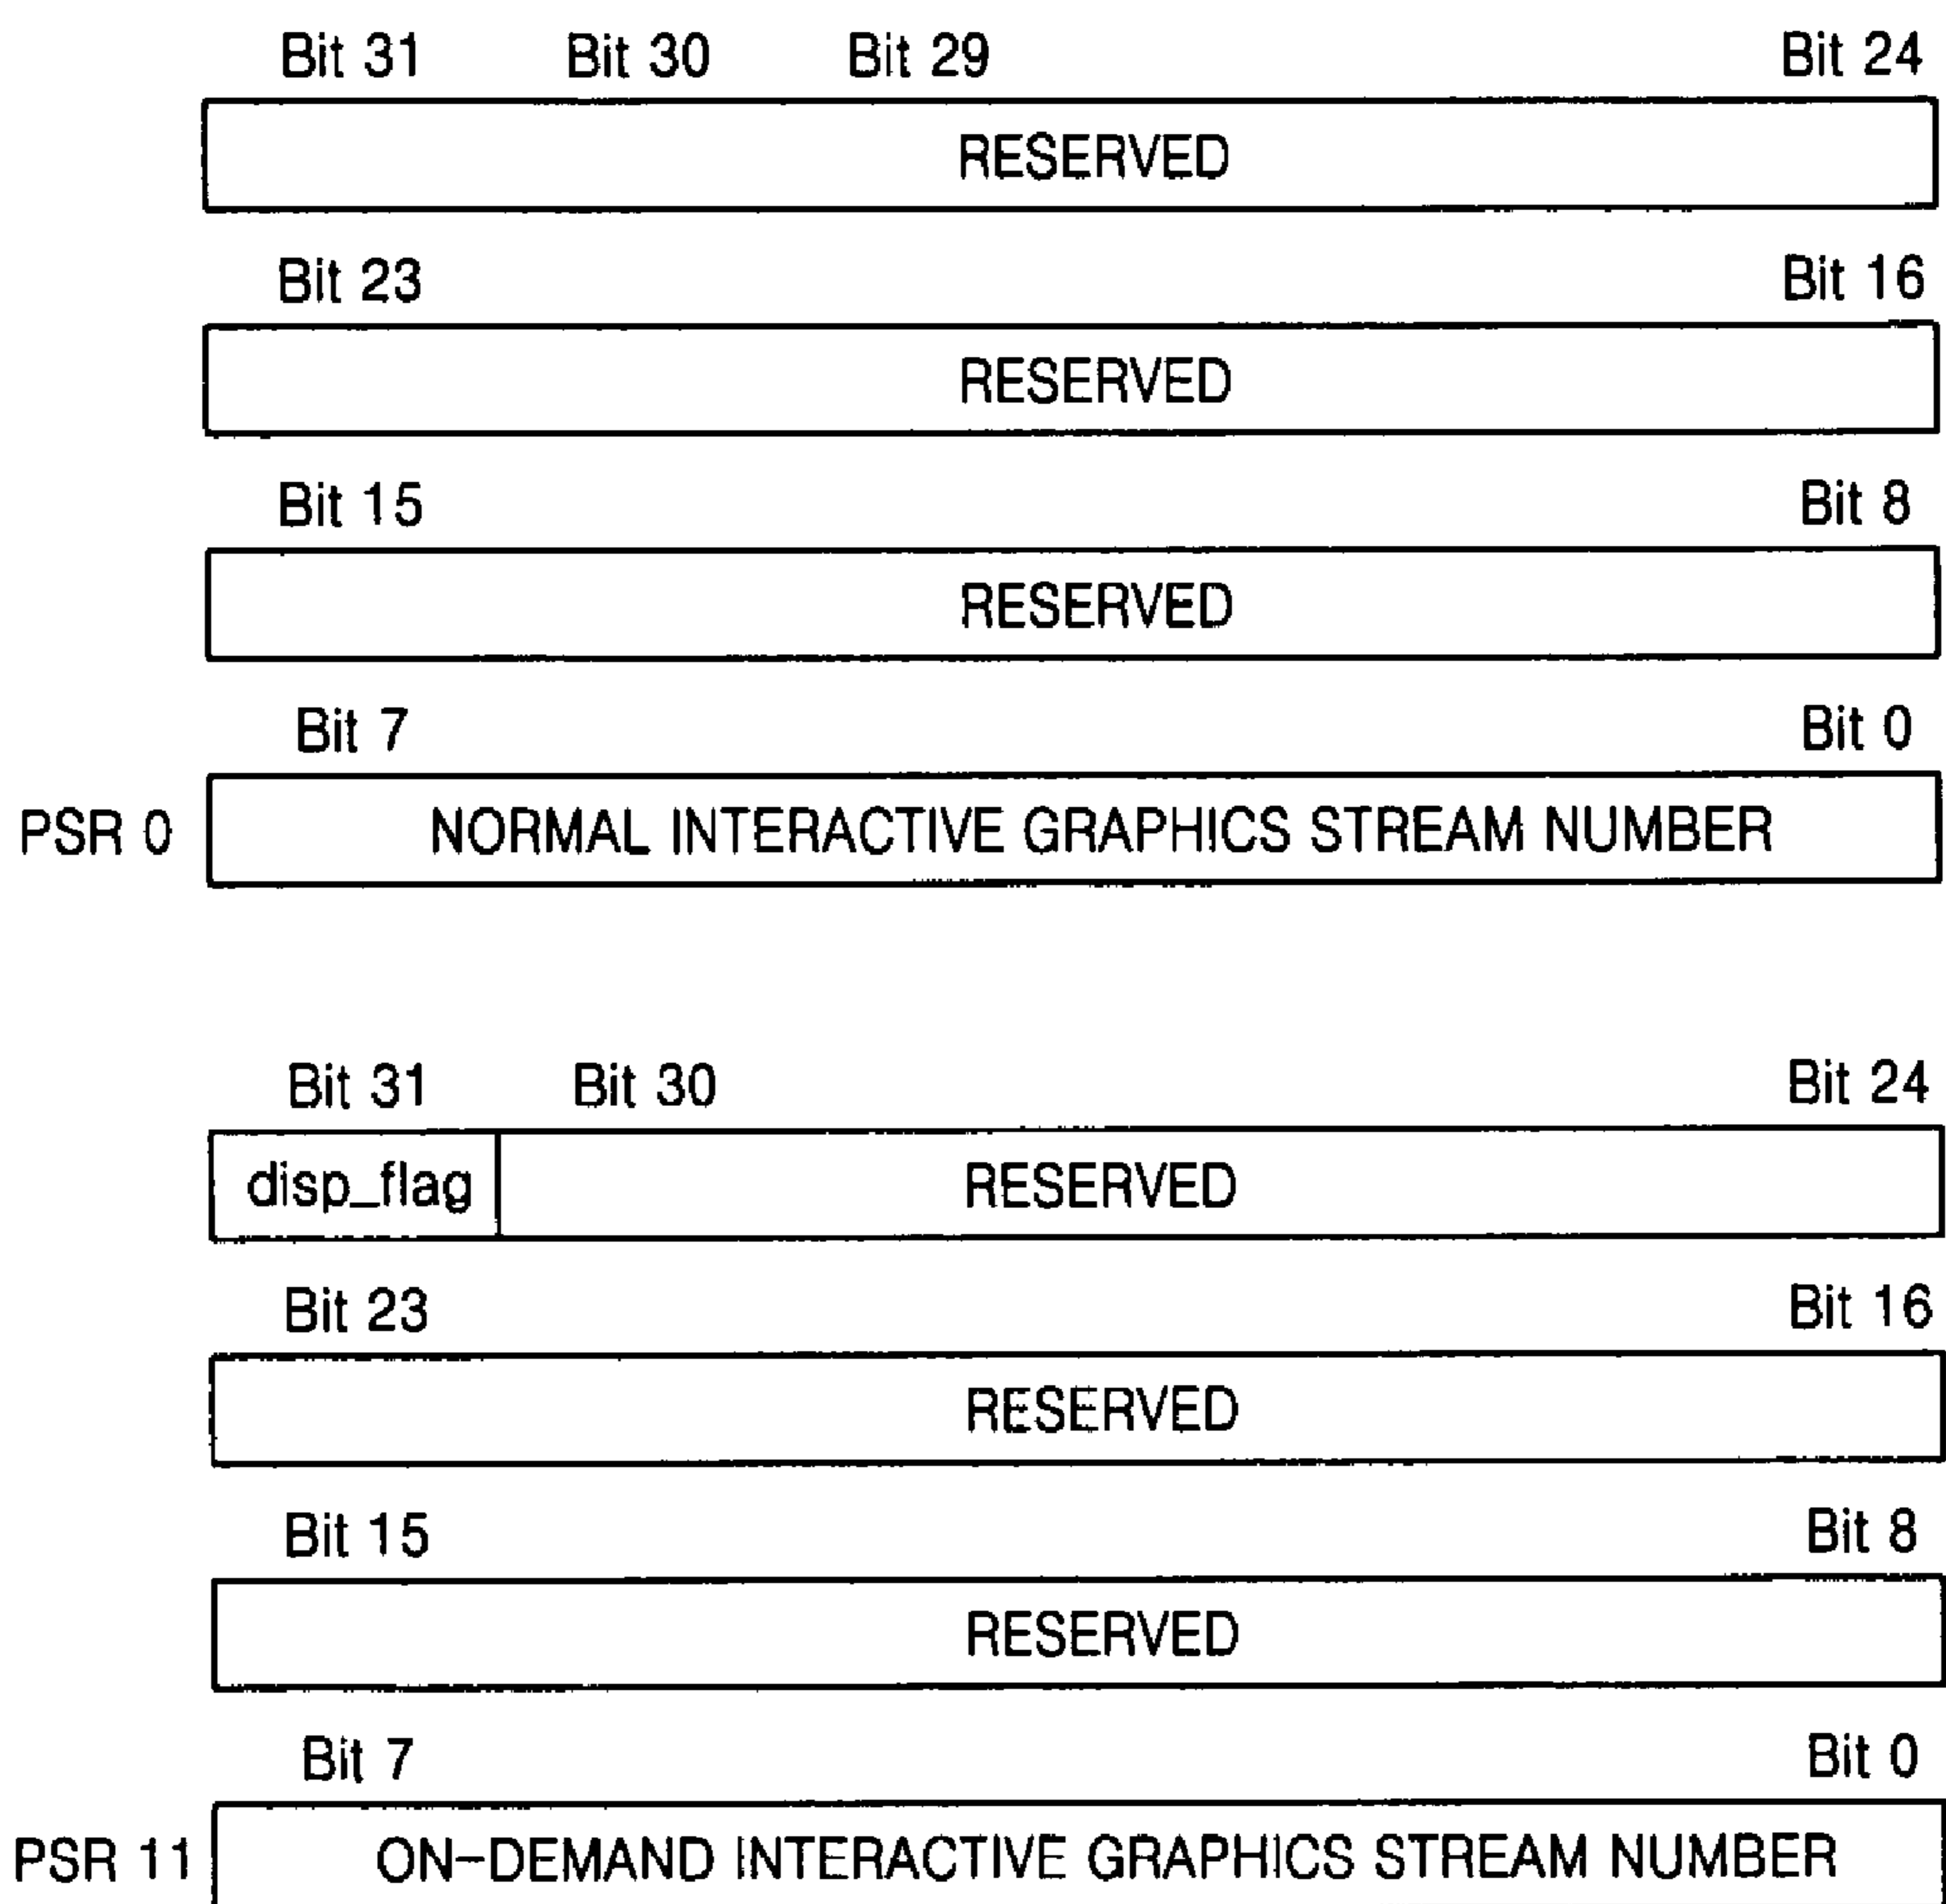 Bit 31 Bit 30 Bit 29 Bit 24
RESERVED
Bit 23 Bit 16
RESERVED
Bit 15 Bit 8
RESERVED
Bit 7 Bit 0
PSR 0 NORMAL INTERACTIVE GRAPHICS STREAM NUMBER
Bit 31 Bit 30 Bit 24
disp_flag RESERVED
Bit 23 Bit 16
RESERVED
Bit 15 Bit 8
RESERVED
Bit 7 Bit 0
PSR 11 ON-DEMAND INTERACTIVE GRAPHICS STREAM NUMBER